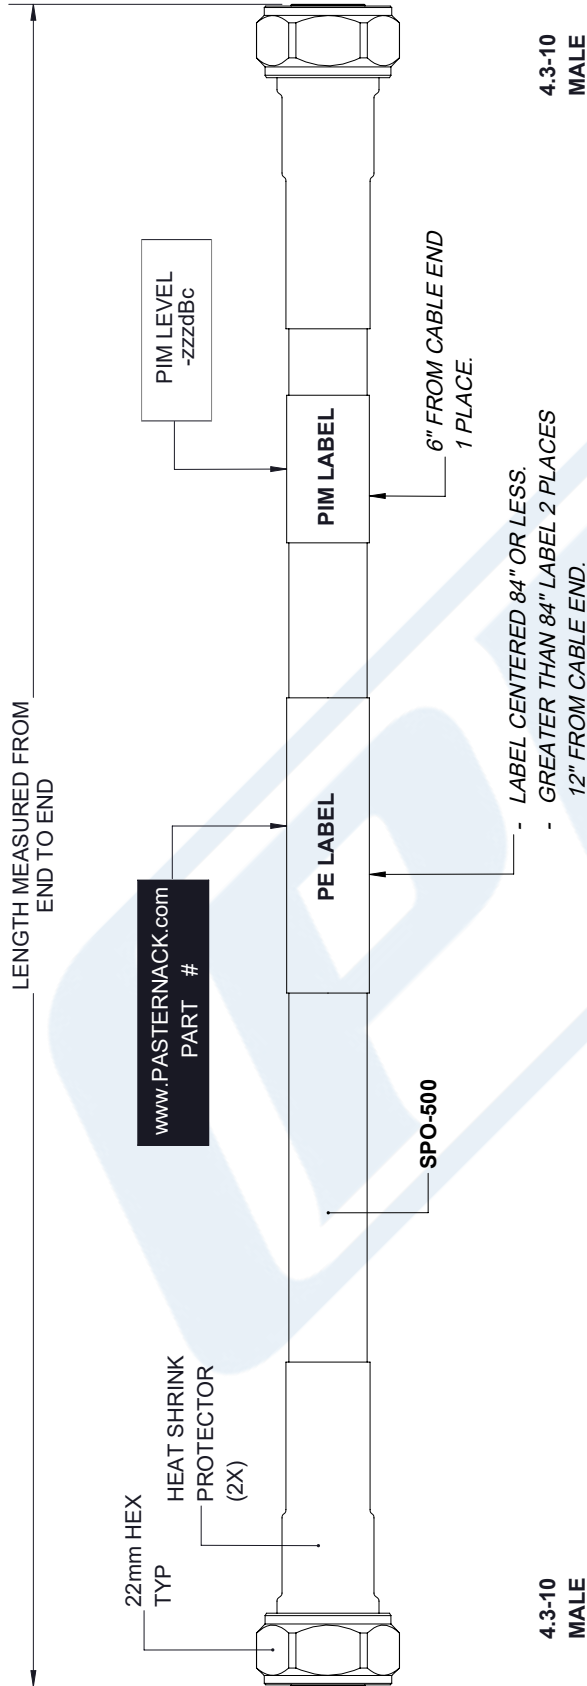 LENGTH MEASURED FROM
END TO END
22mm HEX
TYP
HEAT SHRINK
PROTECTOR
(2X)
www.PASTERNACK.com
PART #
PIM LEVEL
-zzzdBc
PE LABEL
PIM LABEL
SPO-500
6" FROM CABLE END
1 PLACE.
- LABEL CENTERED 84" OR LESS.
- GREATER THAN 84" LABEL 2 PLACES
12" FROM CABLE END.
4.3-10
MALE
4.3-10
MALE